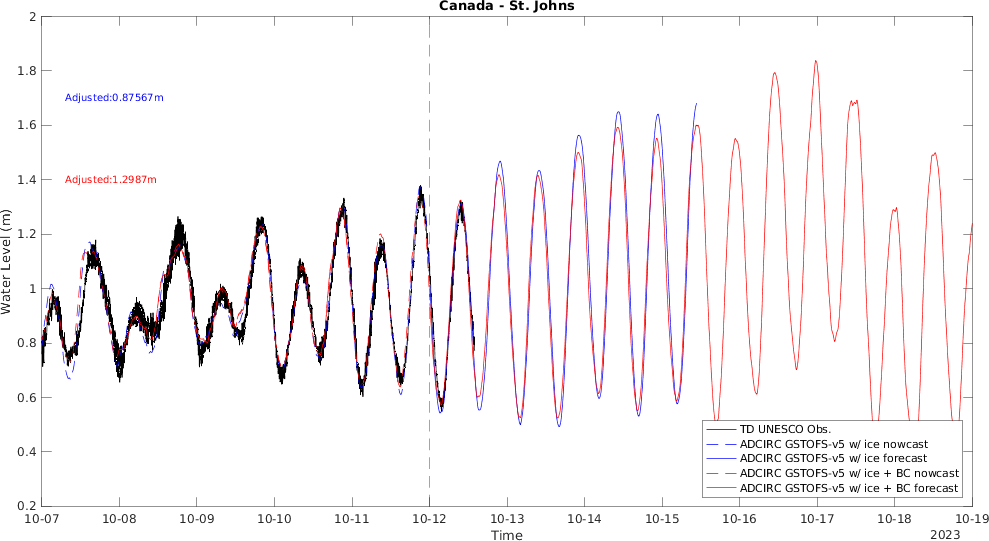 Canada - St. Johns
2
1.8
1.6
1.4
1.2
1
0.8
0.6
0.4
0.2
Water Level (m)
Adjusted:0.87567m
Adjusted:1.2987m
TD UNESCO Obs.
ADCIRC GSTOFS-v5 w/ ice nowcast
ADCIRC GSTOFS-v5 w/ ice forecast
ADCIRC GSTOFS-v5 w/ ice + BC nowcast
ADCIRC GSTOFS-v5 w/ ice + BC forecast
10-07 10-08 10-09 10-10 10-11 10-12 10-13 10-14 10-15 10-16 10-17 10-18 10-19
Time
2023